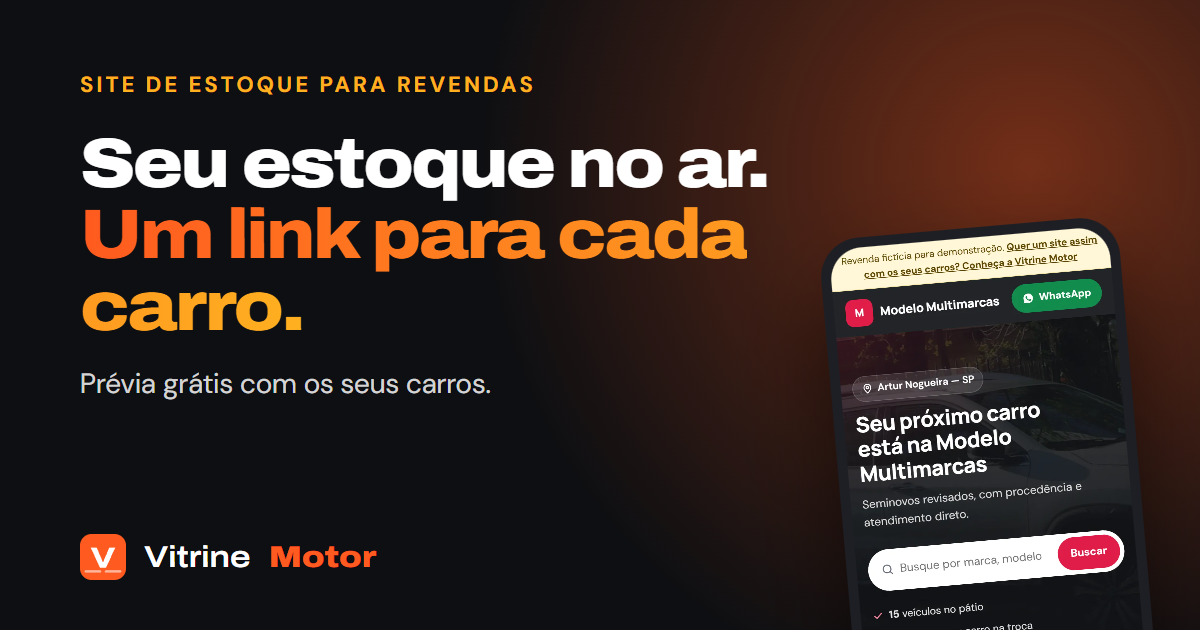 SITE DE ESTOQUE PARA REVENDAS
Seu estoque no ar.
Um link para cada
carro.
Prévia grátis com os seus carros.
V Vitrine Motor
Revenda fictícia para demonstração. Quer um site assim
com os seus carros? Conheça a Vitrine Motor
M Modelo Multimarcas WhatsApp
Artur Nogueira — SP
Seu próximo carro
está na Modelo
Multimarcas
Seminovos revisados, com procedência e
atendimento direto.
Busque por marca, modelo Buscar
15 veículos no pátio
carro na troca